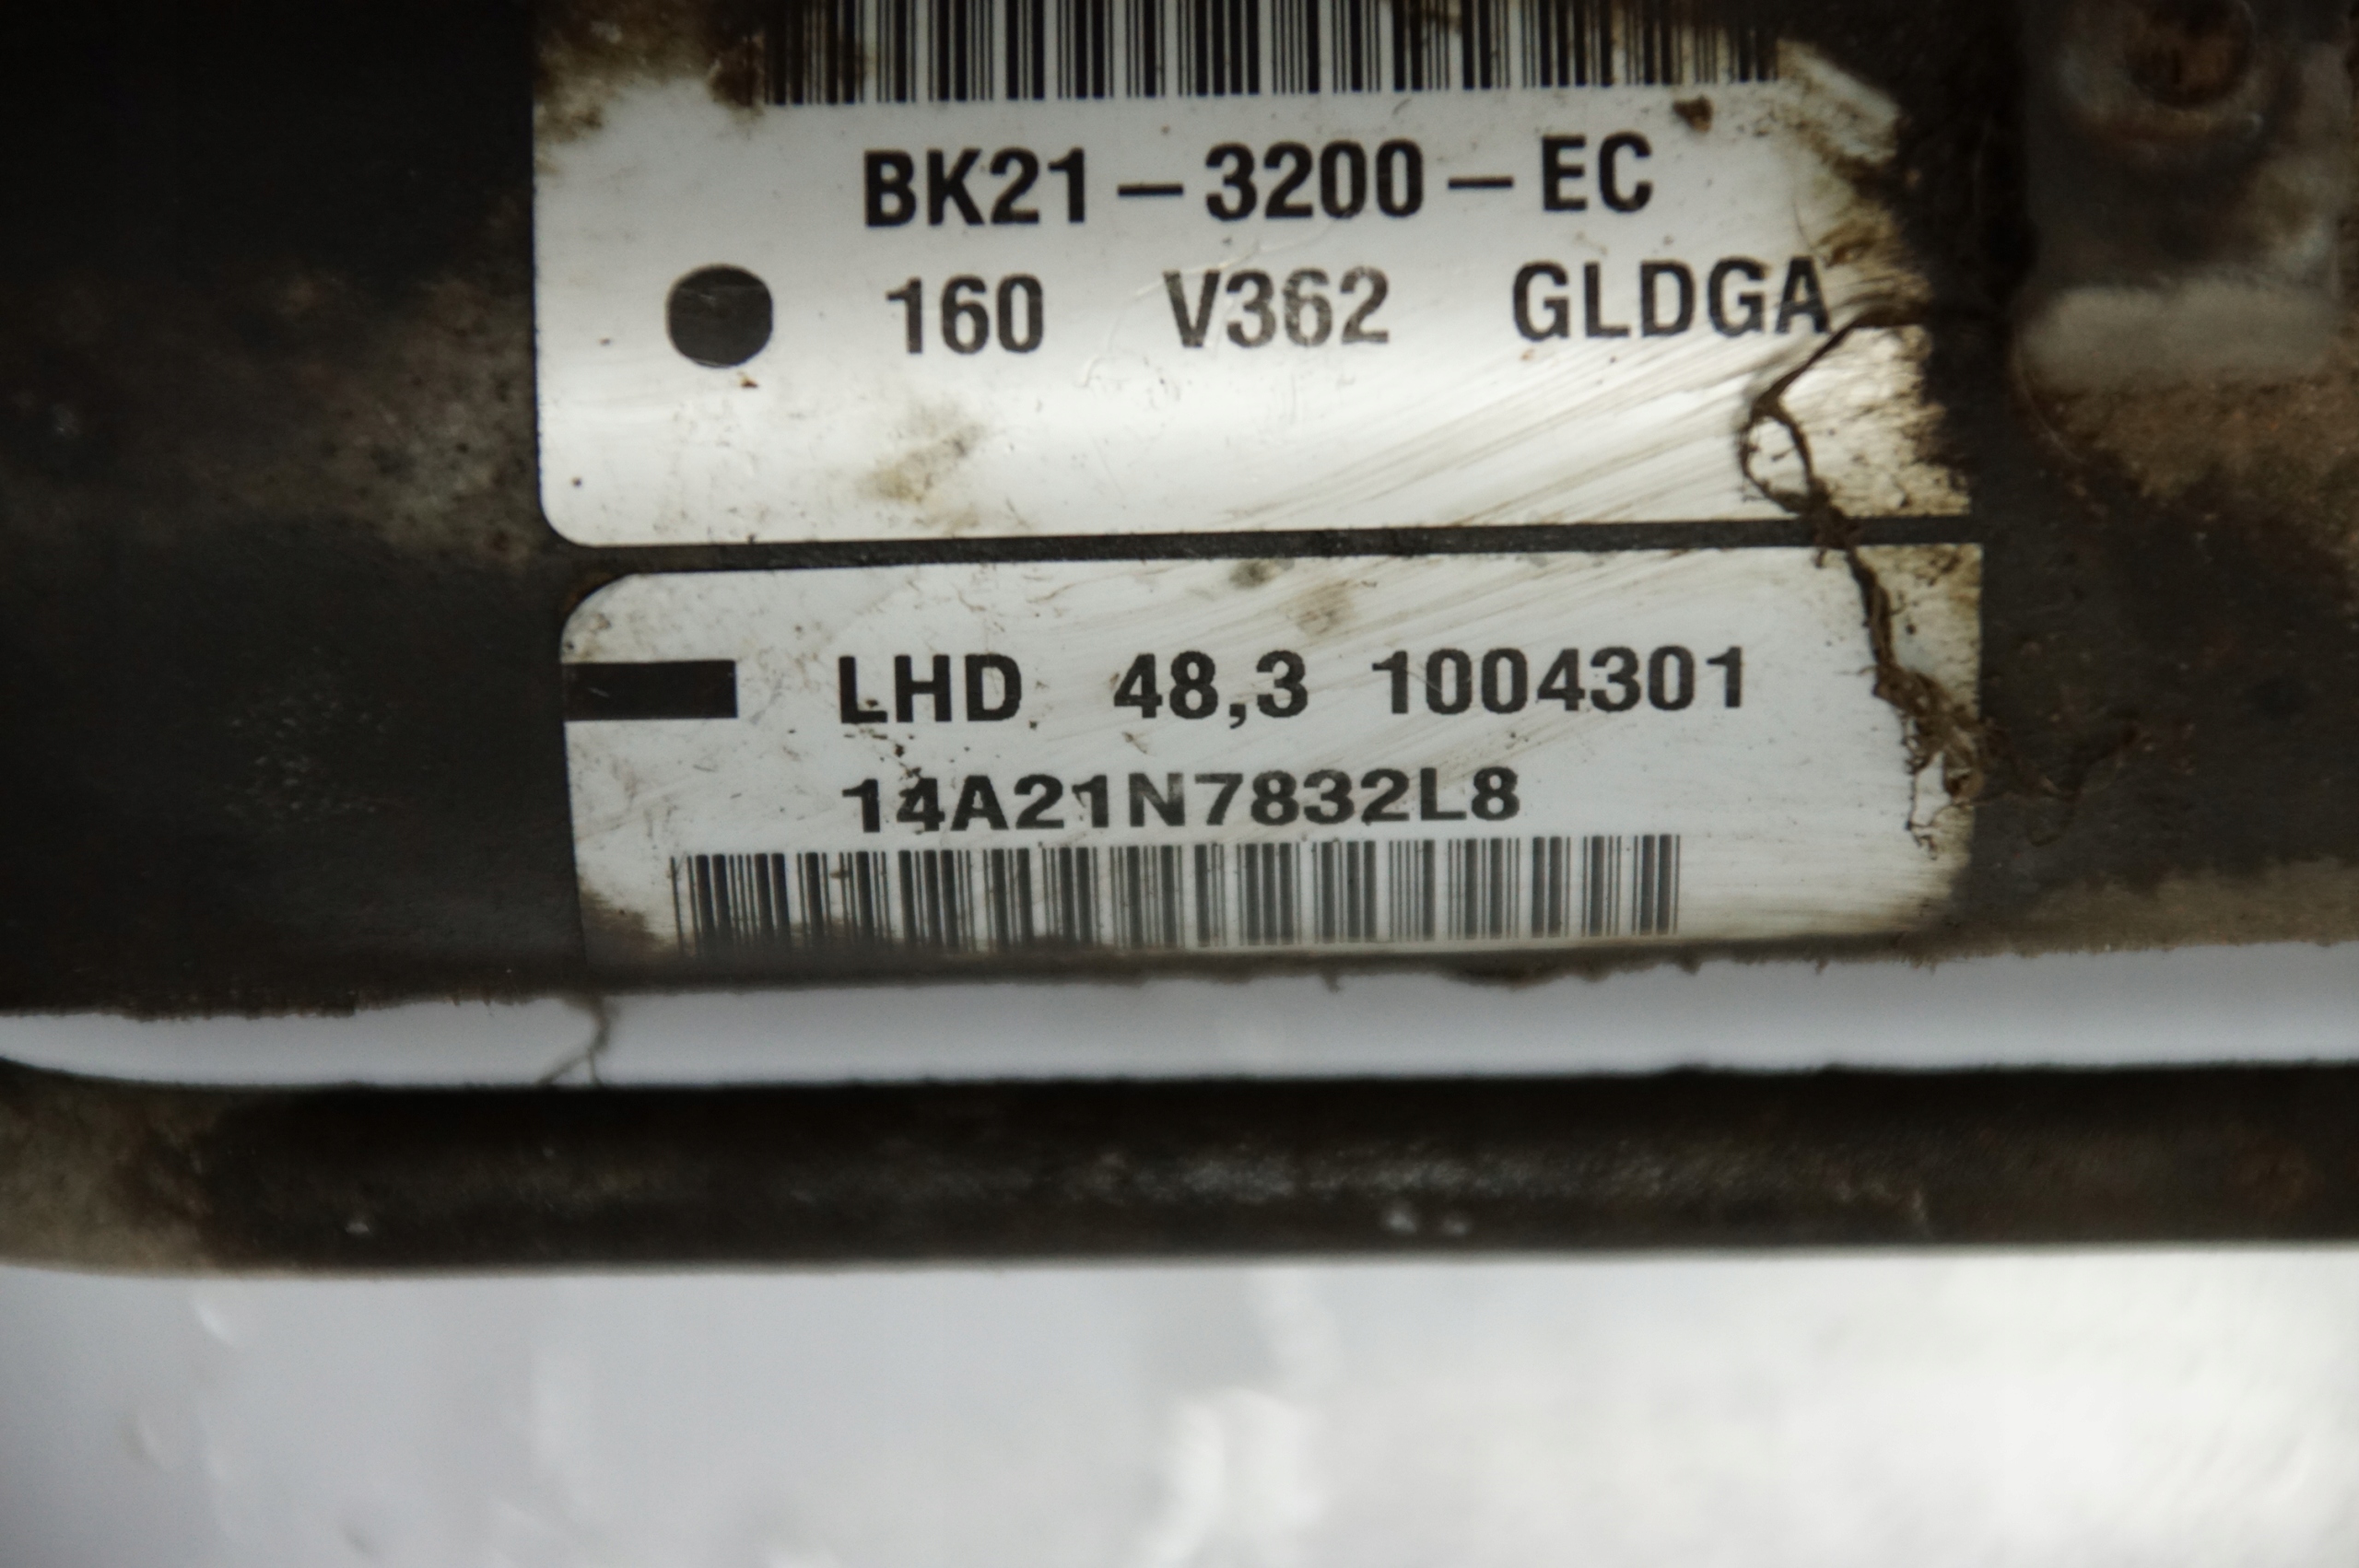 BK21-3200-EC
160 V362 GLDGA
LHD 48,3 1004301
14A21N7832L8